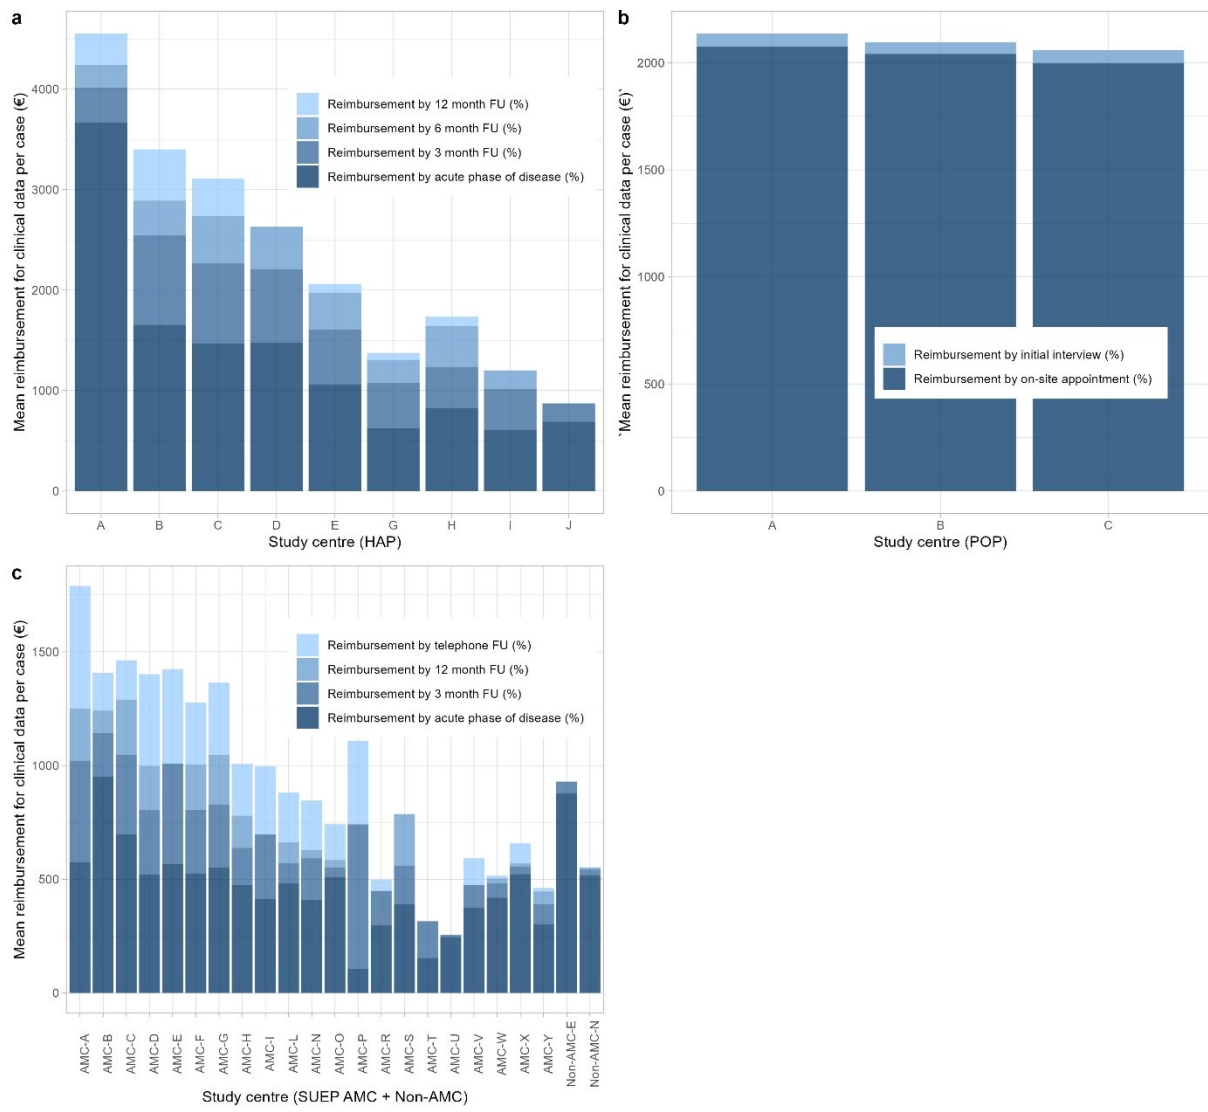 a
Mean reimbursement for clinical data per case (€)
4000
3000
2000
1000
0
Reimbursement by 12 month FU (%)
Reimbursement by 6 month FU (%)
Reimbursement by 3 month FU (%)
Reimbursement by acute phase of disease (%)
A B C D E G H I J
Study centre (HAP)
b
`Mean reimbursement for clinical data per case (€)`
2000
1500
1000
500
0
Reimbursement by initial interview (%)
Reimbursement by on-site appointment (%)
A B C
Study centre (POP)
c
Mean reimbursement for clinical data per case (€)
1500
1000
500
0
Reimbursement by telephone FU (%)
Reimbursement by 12 month FU (%)
Reimbursement by 3 month FU (%)
Reimbursement by acute phase of disease (%)
AMC-A
AMC-B
AMC-C
AMC-D
AMC-E
AMC-F
AMC-G
AMC-H
AMC-I
AMC-L
AMC-N
AMC-O
AMC-P
AMC-R
AMC-S
AMC-T
AMC-U
AMC-V
AMC-W
AMC-X
AMC-Y
Non-AMC-E
Non-AMC-N
Study centre (SUEP AMC + Non-AMC)